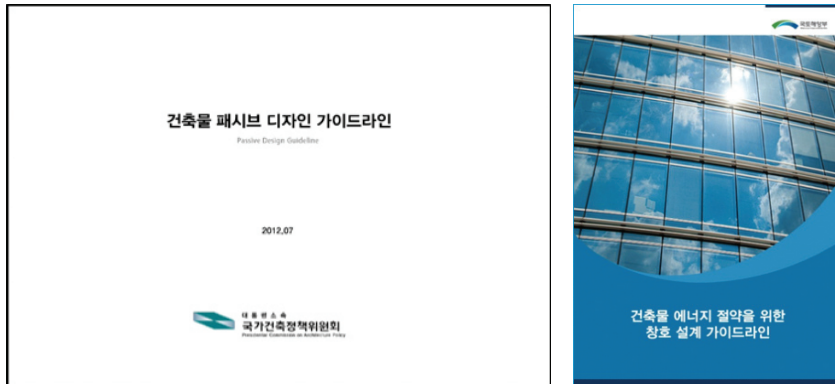 건축물 패시브 디자인 가이드라인
Passive Design Guideline
2012.07
대통령소속
국가건축정책위원회
Presidential Commission on Architecture Policy
국토해양부
건축물 에너지 절약을 위한
창호 설계 가이드라인